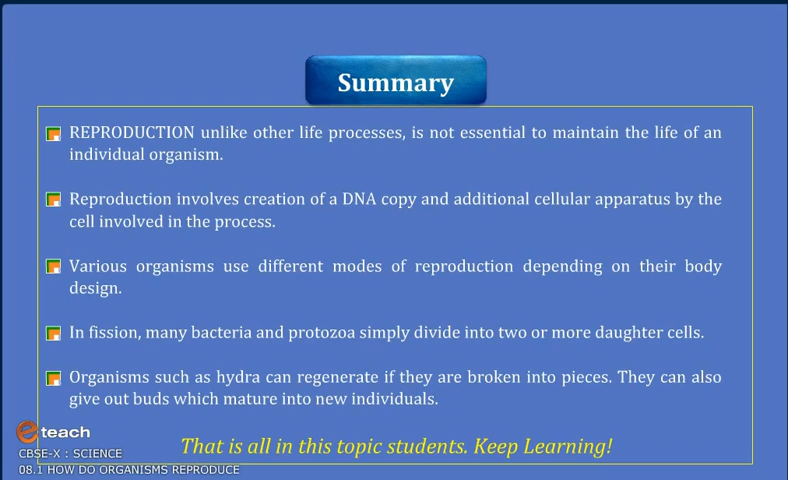 Summary
REPRODUCTION unlike other life processes, is not essential to maintain the life of an
individual organism.
Reproduction involves creation of a DNA copy and additional cellular apparatus by the
cell involved in the process.
Various organisms use different modes of reproduction depending on their body
design.
In fission, many bacteria and protozoa simply divide into two or more daughter cells.
Organisms such as hydra can regenerate if they are broken into pieces. They can also
give out buds which mature into new individuals.
That is all in this topic students. Keep Learning!
e teach
CBSE-X : SCIENCE
08.1 HOW DO ORGANISMS REPRODUCE